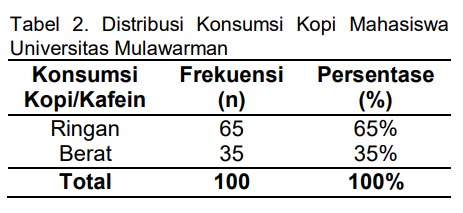 Tabel 2. Distribusi Konsumsi Kopi Mahasiswa
Universitas Mulawarman
Konsumsi Kopi/Kafein Frekuensi (n) Persentase (%)
Ringan 65 65%
Berat 35 35%
Total 100 100%